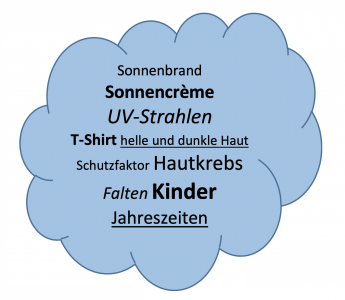 Sonnenbrand
Sonnencrème
UV-Strahlen
T-Shirt helle und dunkle Haut
Schutzfaktor Hautkrebs
Falten Kinder
Jahreszeiten